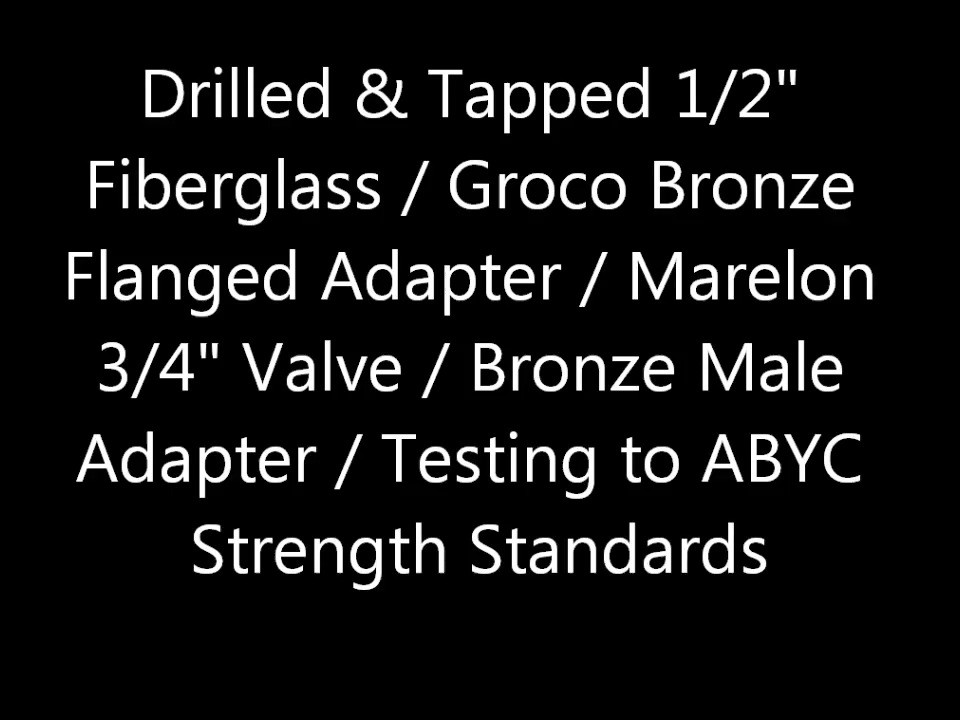 Drilled & Tapped 1/2"
Fiberglass / Groco Bronze
Flanged Adapter / Marelon
3/4" Valve / Bronze Male
Adapter / Testing to ABYC
Strength Standards